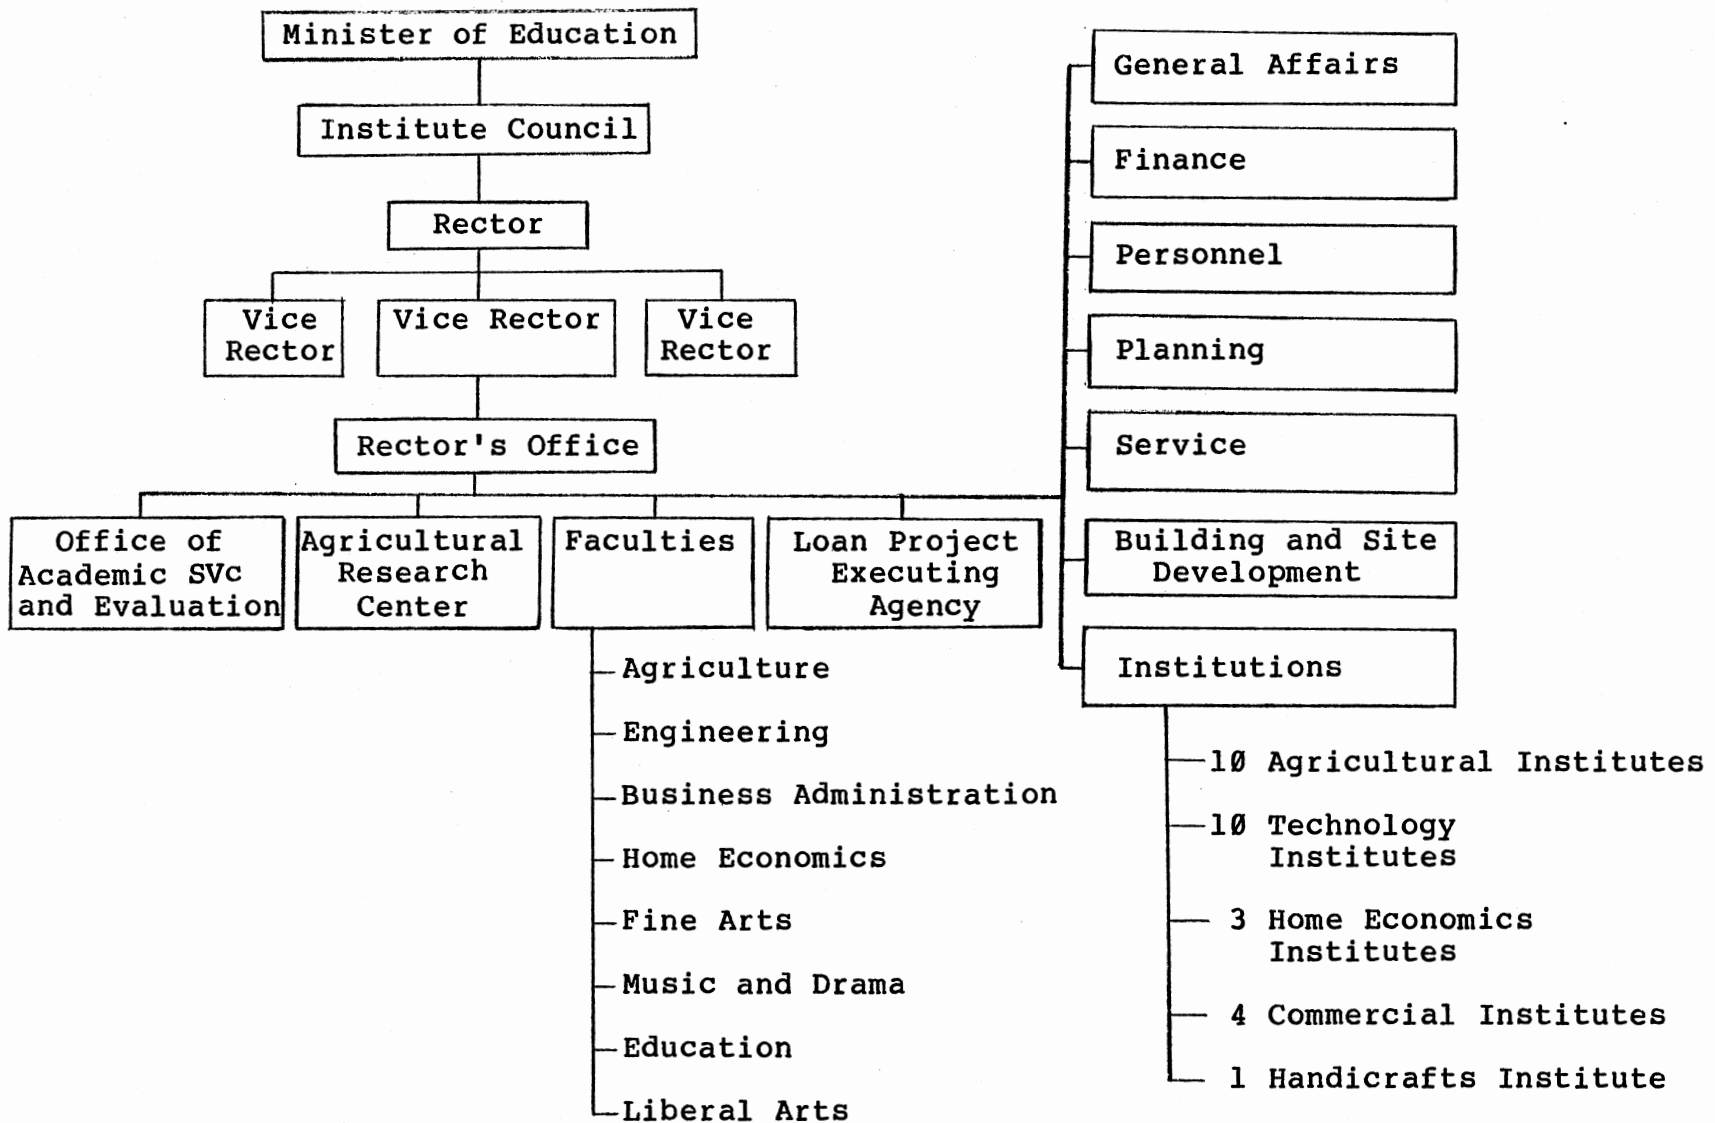 Minister of Education
Institute Council
Rector
Vice
Rector
Vice Rector
Vice
Rector
Rector's Office
Office of
Academic SVc
and Evaluation
Agricultural
Research
Center
Faculties
Loan Project
Executing
Agency
Agriculture
Engineering
Business Administration
Home Economics
Fine Arts
Music and Drama
Education
Liberal Arts
General Affairs
Finance
Personnel
Planning
Service
Building and Site
Development
Institutions
10 Agricultural Institutes
10 Technology
Institutes
3 Home Economics
Institutes
4 Commercial Institutes
1 Handicrafts Institute